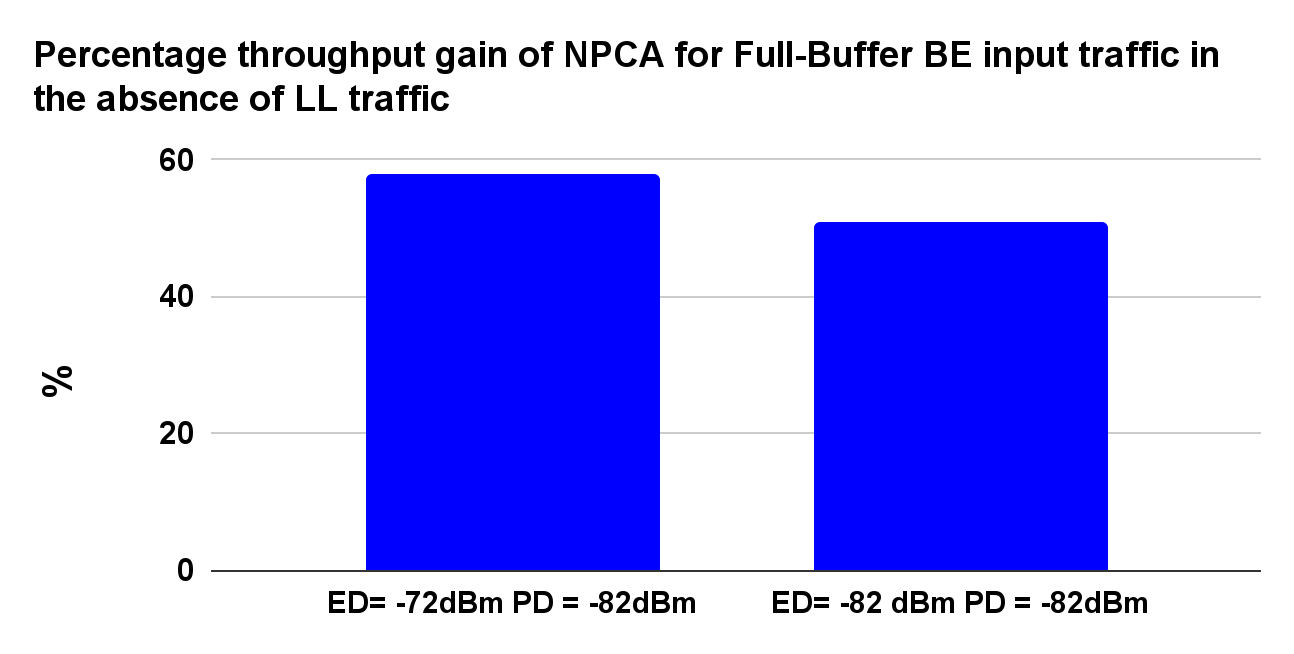 Percentage throughput gain of NPCA for Full-Buffer BE input traffic in
the absence of LL traffic
60
40
20
0
%
ED= -72dBm PD = -82dBm
ED= -82 dBm PD = -82dBm